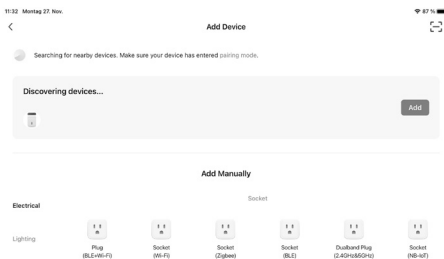 11:32 Montag 27. Nov. 87 %
Add Device
Searching for nearby devices. Make sure your device has entered pairing mode.
Discovering devices...
Add
Add Manually
Electrical
Socket
Lighting
Plug (BLE+Wi-Fi)
Socket (Wi-Fi)
Socket (Zigbee)
Socket (BLE)
Dualband Plug (2.4GHz&5GHz)
Socket (NB-IoT)